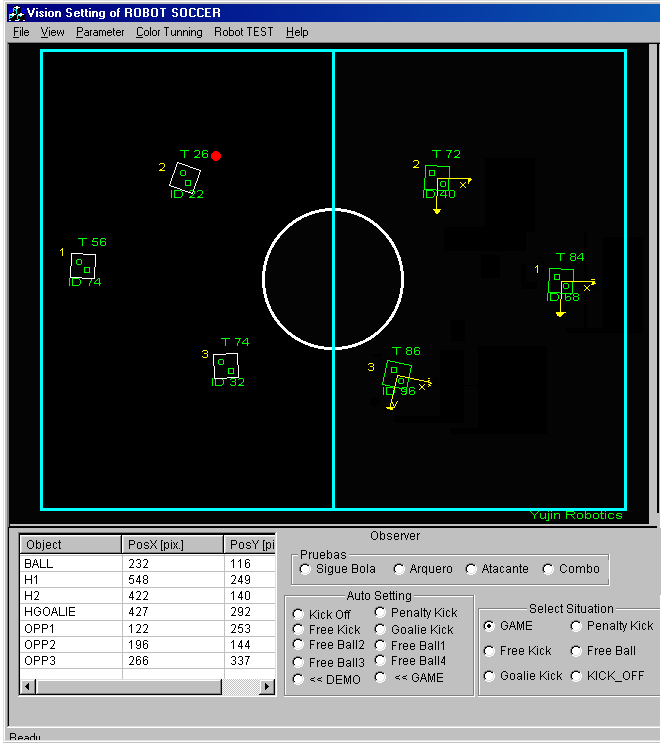 Vision Setting of ROBOT SOCCER
File View Parameter Color Tunning Robot TEST Help
T 26
2
ID 22
T 72
2
X
ID 40
T 56
1
ID 74
T 84
1
X
ID 68
T 74
3
ID 32
T 86
3
X
ID 96
Y
Yujin Robotics
Observer
Object PosX [pix.] PosY [pi
BALL 232 116
H1 548 249
H2 422 140
HGOALIE 427 292
OPP1 122 253
OPP2 196 144
OPP3 266 337
Pruebas
Sigue Bola Arquero Atacante Combo
Auto Setting
Kick Off Penalty Kick
Free Kick Goalie Kick
Free Ball2 Free Ball1
Free Ball3 Free Ball4
<< DEMO << GAME
Select Situation
GAME Penalty Kick
Free Kick Free Ball
Goalie Kick KICK_OFF
Ready